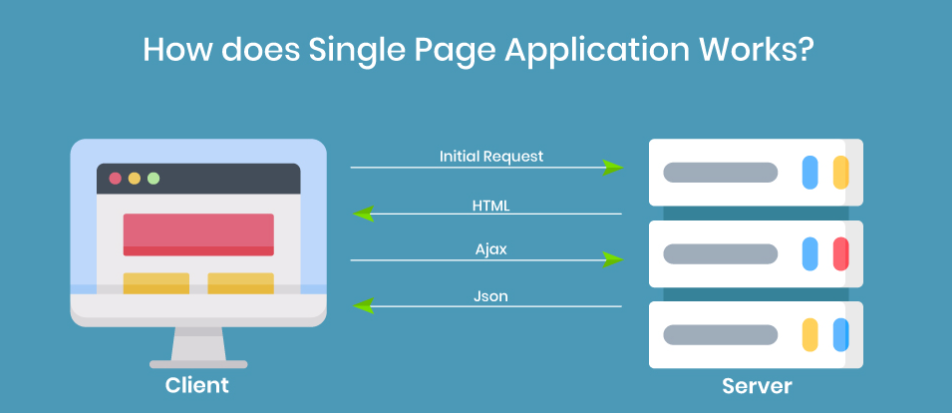 How does Single Page Application Works?
Initial Request
HTML
Ajax
Json
Client
Server